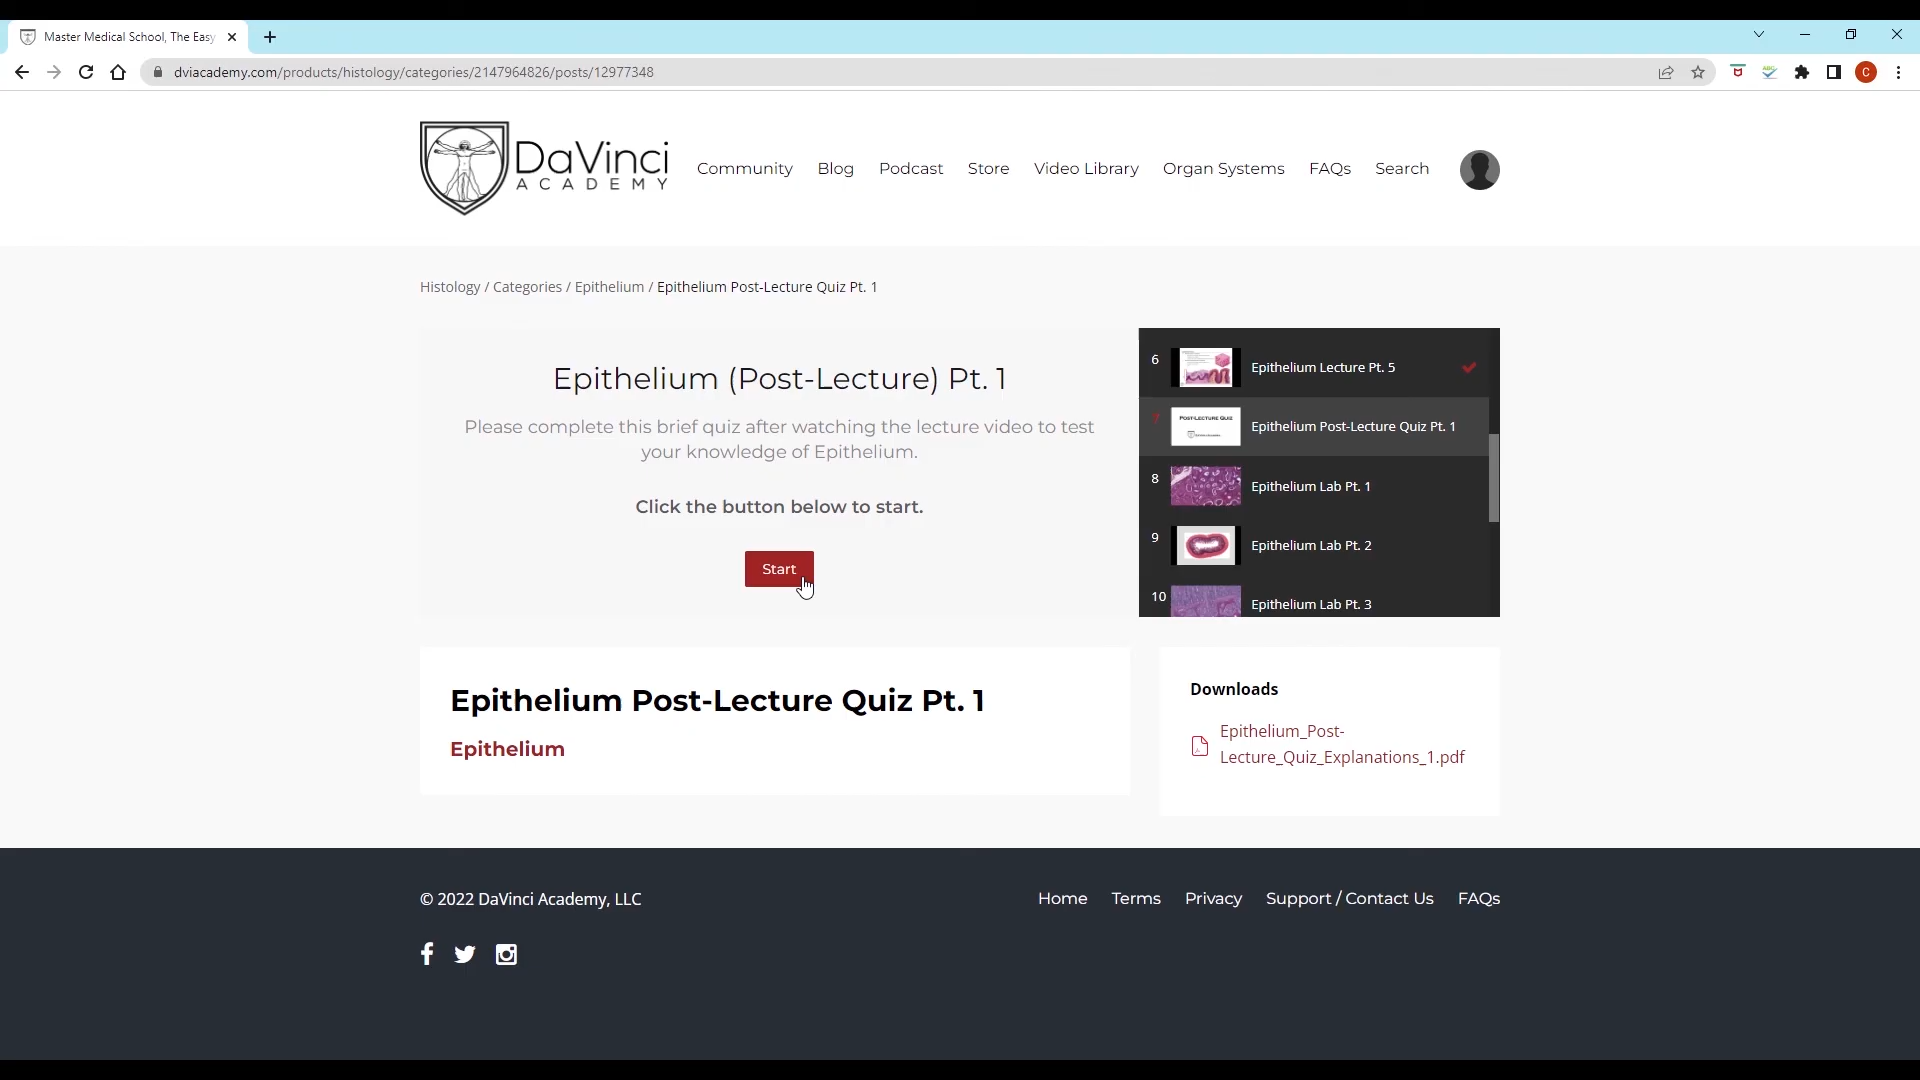 Master Medical School, The Easy
dviacademy.com/products/histology/categories/2147964826/posts/12977348
ABC
C
DaVinci
ACADEMY
Community
Blog
Podcast
Store
Video Library
Organ Systems
FAQs
Search
Histology / Categories / Epithelium / Epithelium Post-Lecture Quiz Pt. 1
Epithelium (Post-Lecture) Pt. 1
Please complete this brief quiz after watching the lecture video to test
your knowledge of Epithelium.
Click the button below to start.
Start
6
Epithelium Lecture Pt. 5
7
POST-LECTURE QUIZ
Epithelium Post-Lecture Quiz Pt. 1
8
Epithelium Lab Pt. 1
9
Epithelium Lab Pt. 2
10
Epithelium Lab Pt. 3
Epithelium Post-Lecture Quiz Pt. 1
Epithelium
Downloads
Epithelium_Post-
Lecture_Quiz_Explanations_1.pdf
© 2022 DaVinci Academy, LLC
Home
Terms
Privacy
Support / Contact Us
FAQs